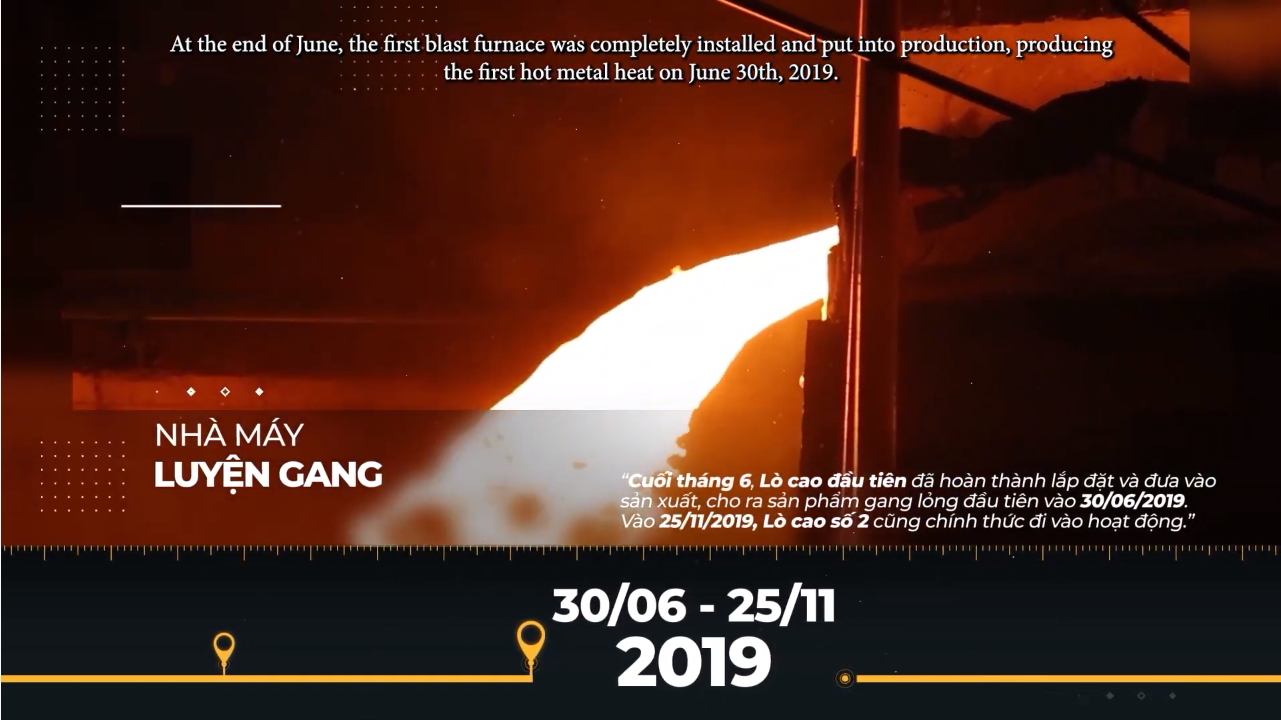 At the end of June, the first blast furnace was completely installed and put into production, producing
the first hot metal heat on June 30th, 2019.
NHÀ MÁY
LUYỆN GANG
“Cuối tháng 6, Lò cao đầu tiên đã hoàn thành lắp đặt và đưa vào
sản xuất, cho ra sản phẩm gang lỏng đầu tiên vào 30/06/2019.
Vào 25/11/2019, Lò cao số 2 cũng chính thức đi vào hoạt động.”
30/06 - 25/11
2019